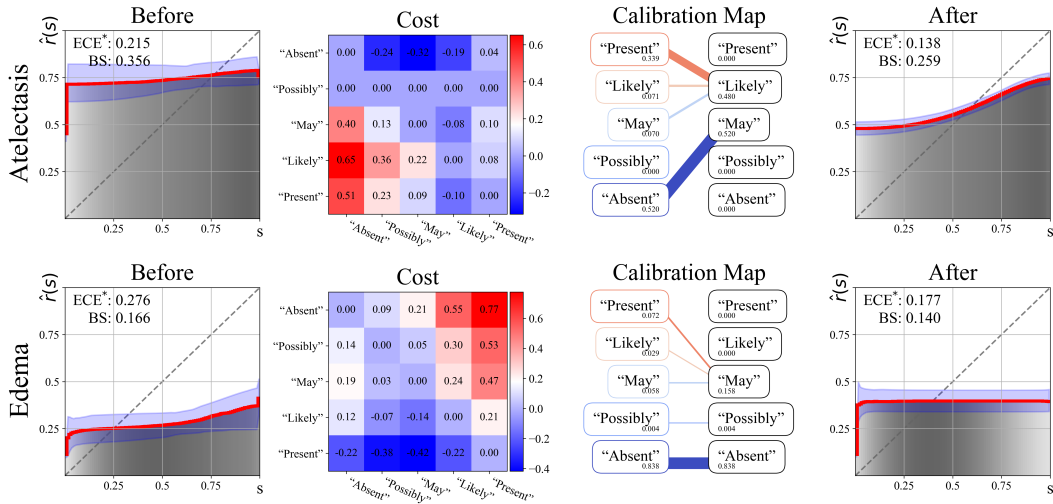 Before
Cost
Calibration Map
After
Atelectasis
r̂(s)
ECE*: 0.215
BS: 0.356
0.75
0.5
0.25
0.25
0.5
0.75
s
"Absent"
0.00
-0.24
-0.19
0.04
"Possibly"
0.00
0.00
0.00
0.00
0.00
"May"
0.40
0.13
0.00
-0.08
0.10
"Likely"
0.65
0.36
0.22
0.00
0.08
"Present"
0.51
0.23
0.09
-0.10
0.00
"Absent"
"Possibly"
"May"
"Likely"
"Present"
0.6
0.4
0.2
0.0
−0.2
"Present"
0.339
"Likely"
0.071
"May"
0.070
"Possibly"
0.000
"Absent"
0.520
"Present"
0.000
"Likely"
0.480
"May"
0.520
"Possibly"
0.000
"Absent"
0.000
r̂(s)
ECE*: 0.138
BS: 0.259
0.75
0.5
0.25
0.25
0.5
0.75
s
Before
Cost
Calibration Map
After
Edema
r̂(s)
ECE*: 0.276
BS: 0.166
0.75
0.5
0.25
0.25
0.5
0.75
s
"Absent"
0.00
0.09
0.21
0.55
0.77
"Possibly"
0.14
0.00
0.05
0.30
0.53
"May"
0.19
0.03
0.00
0.24
0.47
"Likely"
0.12
-0.07
-0.14
0.00
0.21
"Present"
-0.22
-0.38
-0.22
0.00
"Absent"
"Possibly"
"May"
"Likely"
"Present"
0.6
0.4
0.2
0.0
−0.2
−0.4
"Present"
0.072
"Likely"
0.029
"May"
0.058
"Possibly"
0.004
"Absent"
0.838
"Present"
0.000
"Likely"
0.000
"May"
0.158
"Possibly"
0.004
"Absent"
0.838
r̂(s)
ECE*: 0.177
BS: 0.140
0.75
0.5
0.25
0.25
0.5
0.75
s